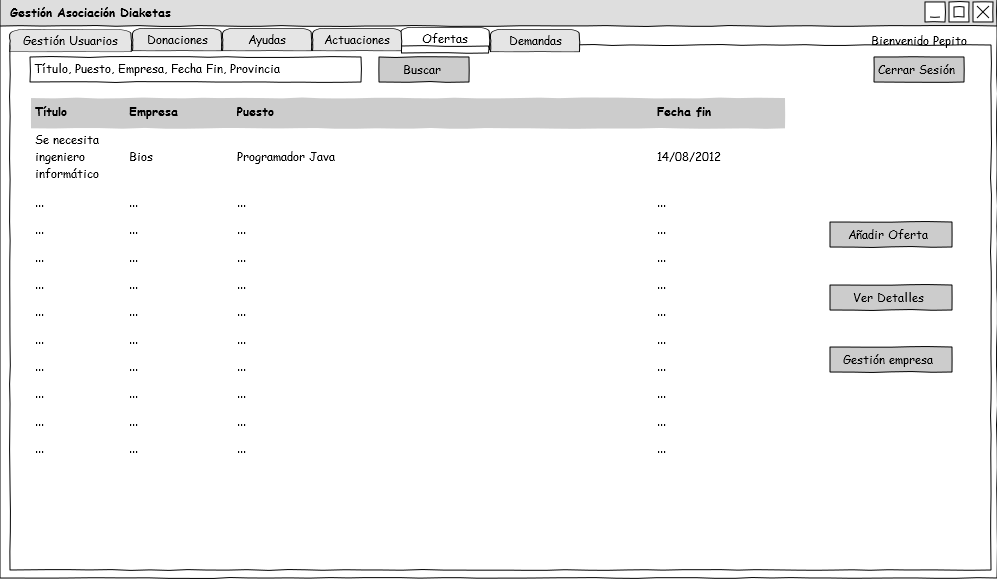 Gestión Asociación Diaketas
Gestión Usuarios Donaciones Ayudas Actuaciones Ofertas Demandas Bienvenido Pepito
Título, Puesto, Empresa, Fecha Fin, Provincia Buscar Cerrar Sesión
Título Empresa Puesto Fecha fin
Se necesita
ingeniero Bios Programador Java 14/08/2012
informático
... ... ... ...
... ... ... ...
Añadir Oferta
... ... ... ...
... ... ... ...
Ver Detalles
... ... ... ...
... ... ... ...
Gestión empresa
... ... ... ...
... ... ... ...
... ... ... ...
... ... ... ...